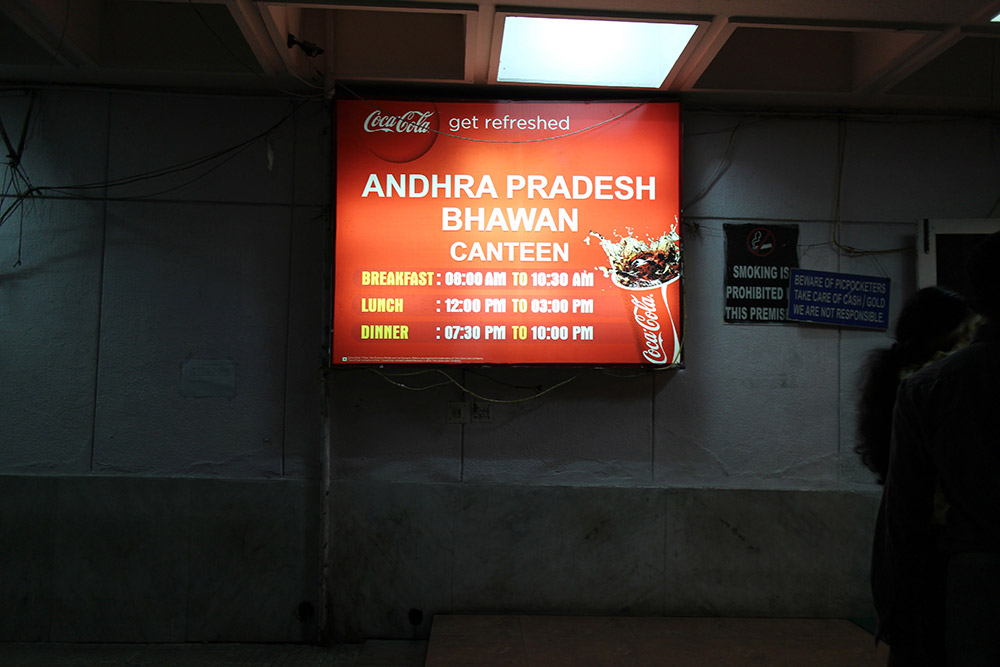 Coca-Cola get refreshed
ANDHRA PRADESH
BHAWAN
CANTEEN
BREAKFAST : 08:00 AM TO 10:30 AM
LUNCH : 12:00 PM TO 03:00 PM
DINNER : 07:30 PM TO 10:00 PM
Coca-Cola
SMOKING IS
PROHIBITED
THIS PREMIS
BEWARE OF PICPOCKETERS
TAKE CARE OF CASH / GOLD
WE ARE NOT RESPONSIBLE.